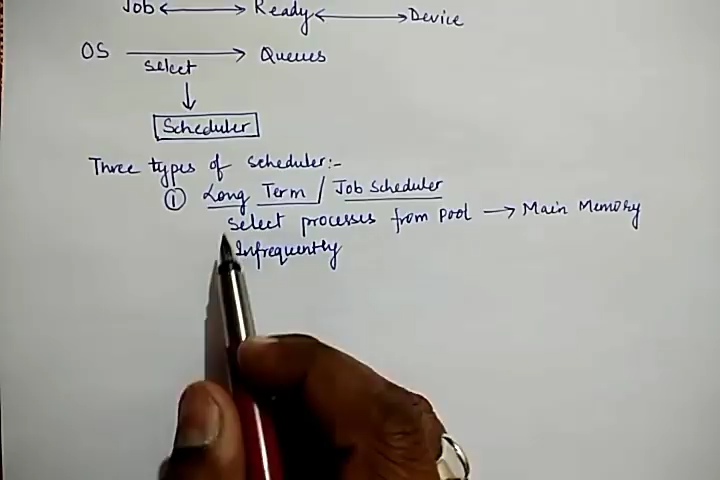 Job ⟷ Ready ⟷ Device
OS ⟶ Queues
Select
↓
Scheduler
Three types of scheduler:-
① Long Term / Job scheduler
Select processes from pool → Main Memory
Infrequently